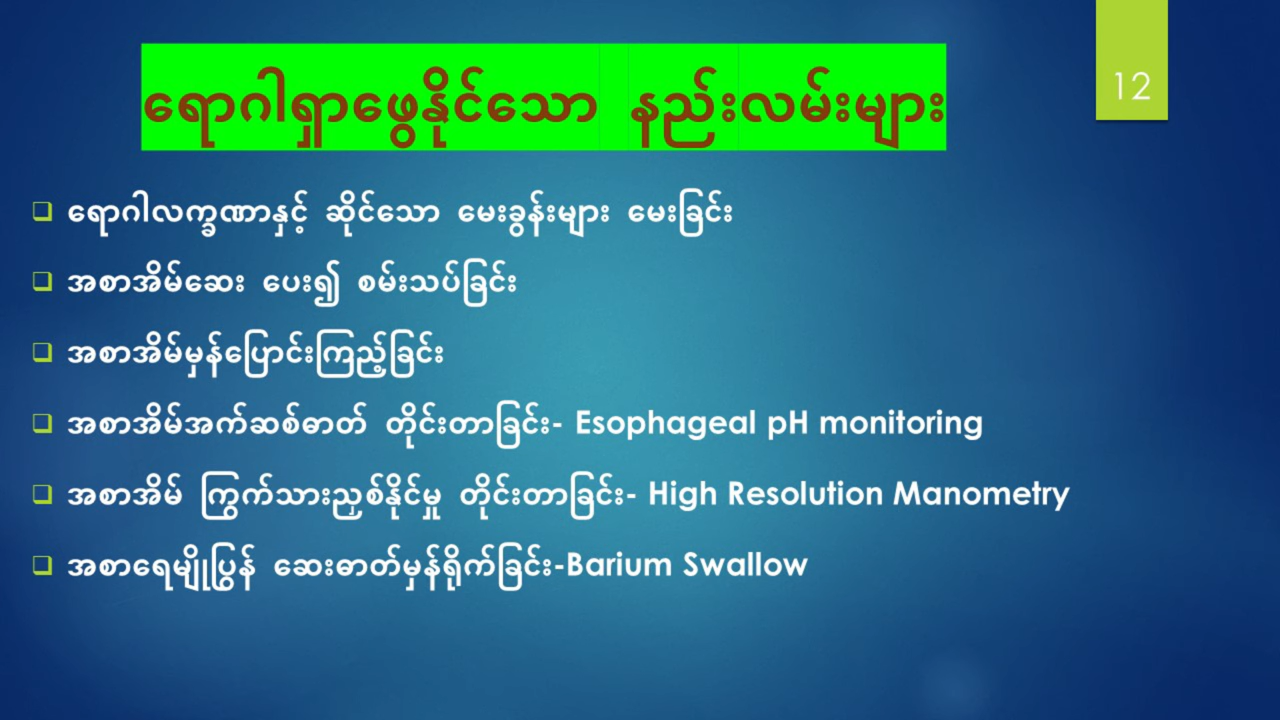 ရောဂါရှာဖွေနိုင်သော နည်းလမ်းများ
12
ရောဂါလက္ခဏာနှင့် ဆိုင်သော မေးခွန်းများ မေးခြင်း
အစာအိမ်ဆေး ပေး၍ စမ်းသပ်ခြင်း
အစာအိမ်မှန်ပြောင်းကြည့်ခြင်း
အစာအိမ်အက်ဆစ်ဓာတ် တိုင်းတာခြင်း- Esophageal pH monitoring
အစာအိမ် ကြွက်သားညှစ်နိုင်မှု တိုင်းတာခြင်း- High Resolution Manometry
အစာရေမျိုပြွန် ဆေးဓာတ်မှန်ရိုက်ခြင်း-Barium Swallow